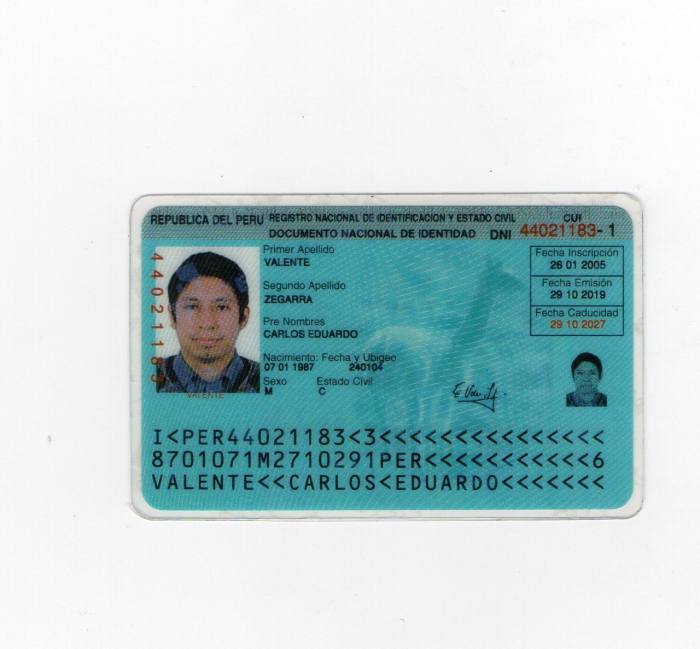 REPUBLICA DEL PERU REGISTRO NACIONAL DE IDENTIFICACION Y ESTADO CIVIL CUI
DOCUMENTO NACIONAL DE IDENTIDAD DNI 44021183-1
44021183
Primer Apellido
VALENTE
Segundo Apellido
ZEGARRA
Pre Nombres
CARLOS EDUARDO
Nacimiento: Fecha y Ubigeo
07 01 1987 240104
Sexo Estado Civil
M C
Fecha Inscripción
26 01 2005
Fecha Emisión
29 10 2019
Fecha Caducidad
29 10 2027
VALENTE
I<PER44021183<3<<<<<<<<<<<<<<<
8701071M2710291PER<<<<<<<<<<<6
VALENTE<<CARLOS<EDUARDO<<<<<<<